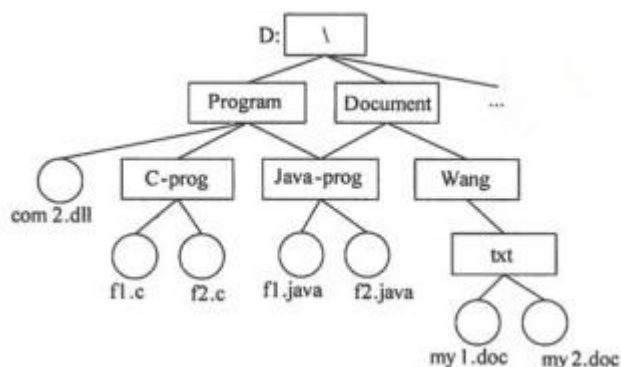 D: \
Program Document ...
C-prog Java-prog Wang
com 2.dll
txt
f1.c f2.c f1.java f2.java
my 1.doc my 2.doc